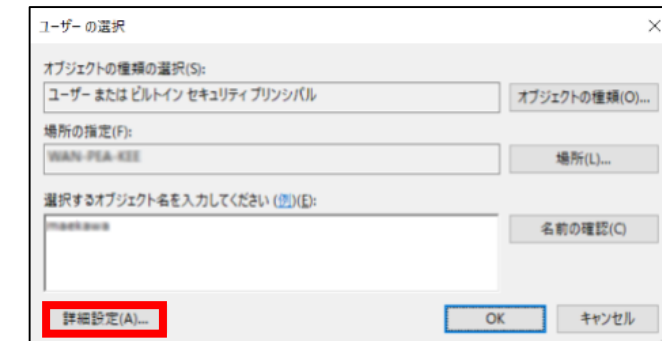 ユーザー の選択
オブジェクトの種類の選択(S):
ユーザー または ビルトイン セキュリティ プリンシパル
オブジェクトの種類(O)...
場所の指定(F):
WAN-PEA-KEE
場所(L)...
選択するオブジェクト名を入力してください (例)(E):
maekawa
名前の確認(C)
詳細設定(A)...
OK
キャンセル